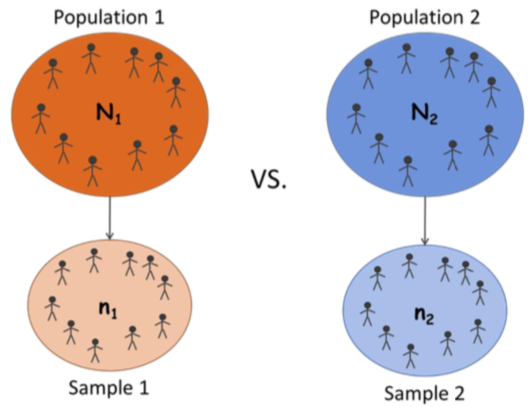 Population 1
Population 2
N₁
N₂
VS.
n₁
n₂
Sample 1
Sample 2